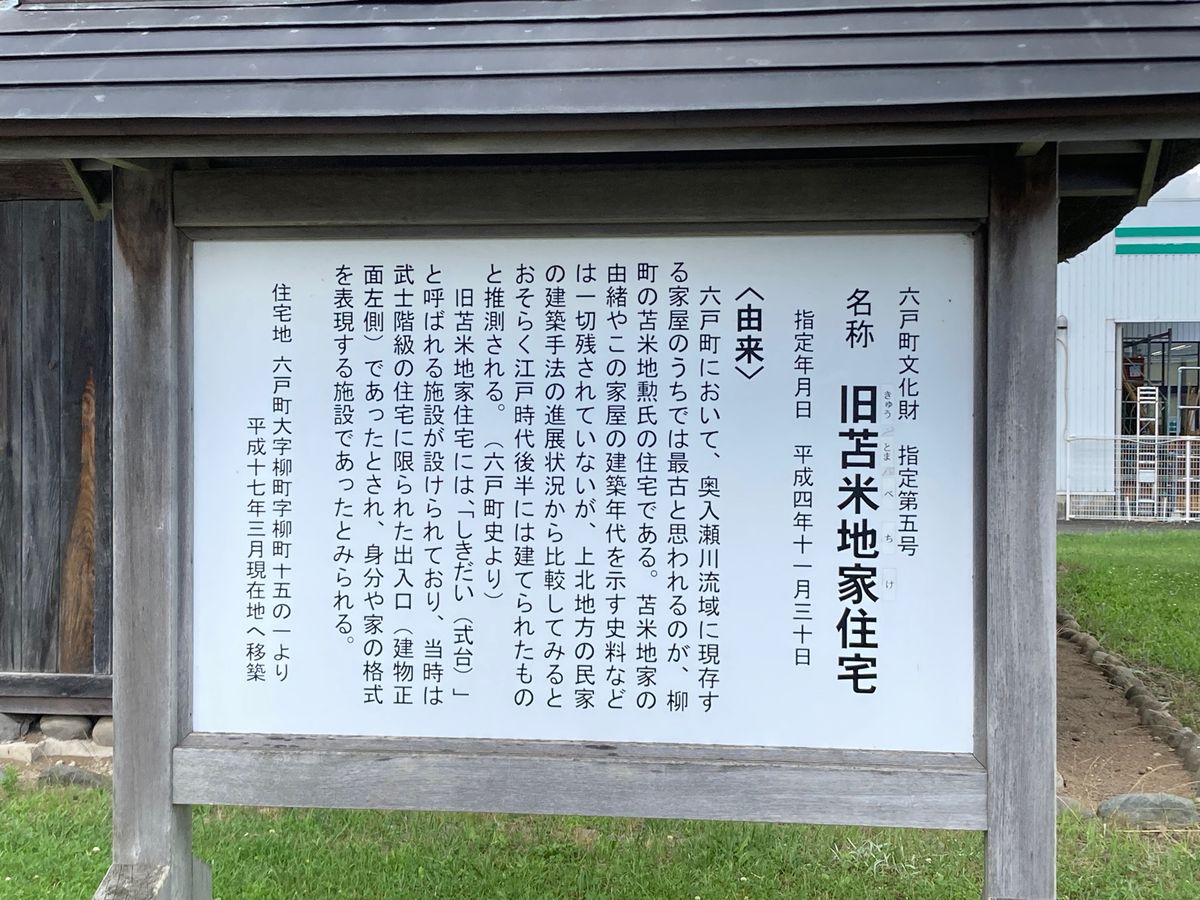 六戸町文化財　指定第五号
きゅう とま べ ち け
名称　旧苫米地家住宅
指定年月日　平成四年十一月三十日
〈由来〉
六戸町において、奥入瀬川流域に現存す
る家屋のうちでは最古と思われるのが、柳
町の苫米地勲氏の住宅である。苫米地家の
由緒やこの家屋の建築年代を示す史料など
は一切残されていないが、上北地方の民家
の建築手法の進展状況から比較してみると
おそらく江戸時代後半には建てられたもの
と推測される。（六戸町史より）
旧苫米地家住宅には、「しきだい（式台）」
と呼ばれる施設が設けられており、当時は
武士階級の住宅に限られた出入口（建物正
面左側）であったとされ、身分や家の格式
を表現する施設であったとみられる。
住宅地　六戸町大字柳町字柳町十五の一より
平成十七年三月現在地へ移築